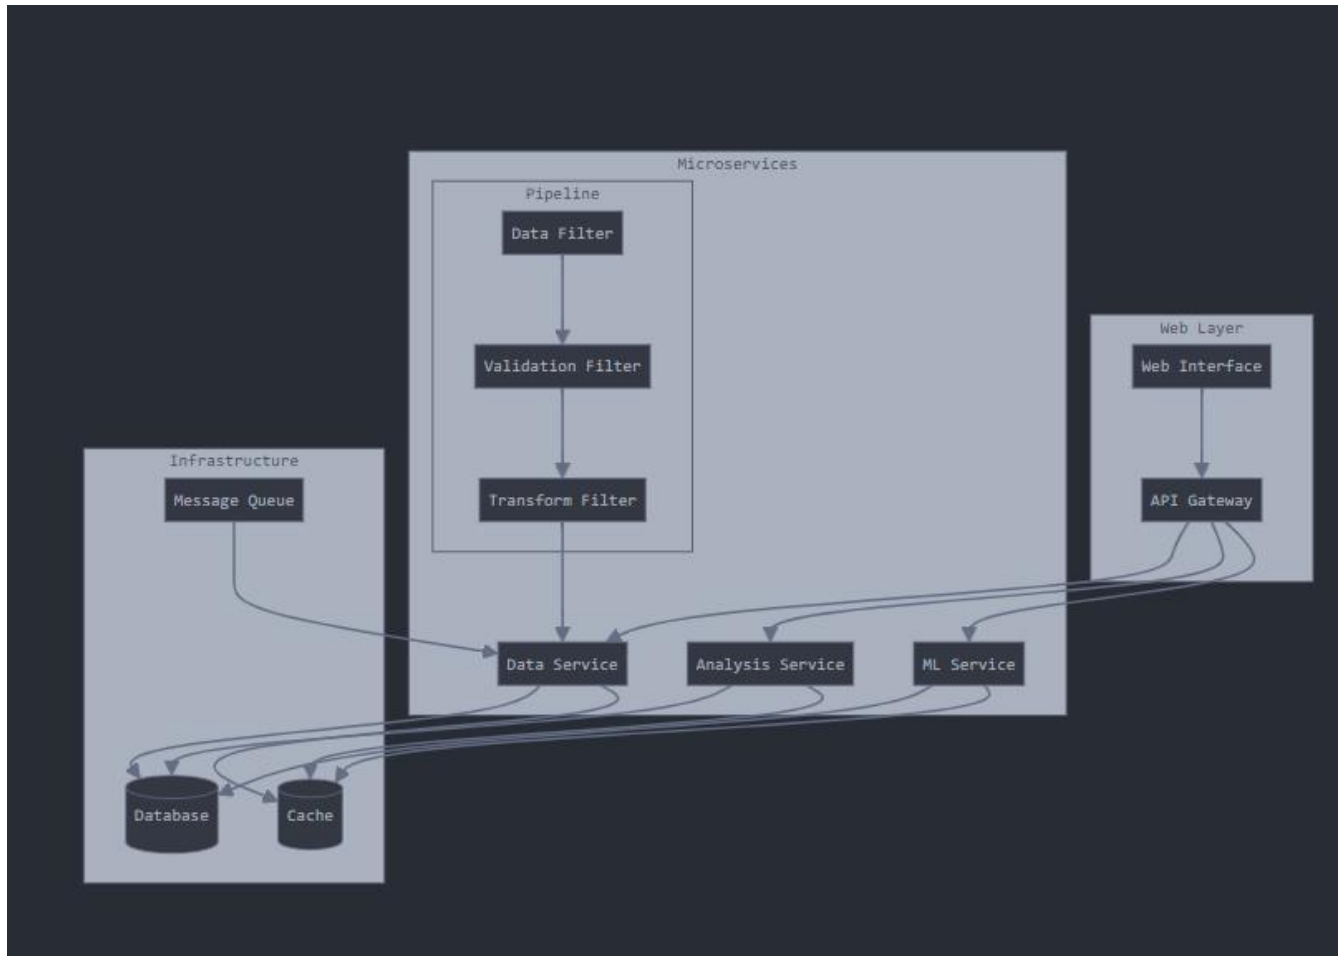 Microservices
Pipeline
Data Filter
Validation Filter
Transform Filter
Web Layer
Web Interface
API Gateway
Infrastructure
Message Queue
Data Service
Analysis Service
ML Service
Database
Cache